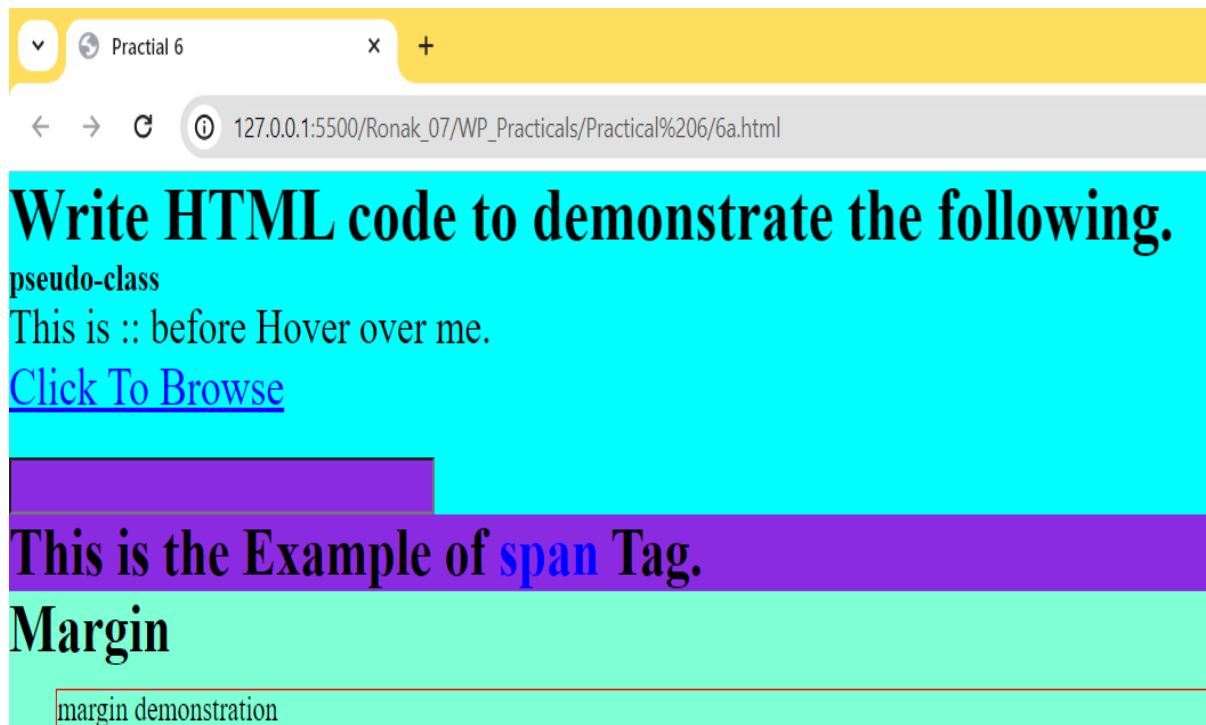 Practial 6
127.0.0.1:5500/Ronak_07/WP_Practicals/Practical%206/6a.html
Write HTML code to demonstrate the following.
pseudo-class
This is :: before Hover over me.
Click To Browse
This is the Example of span Tag.
Margin
margin demonstration